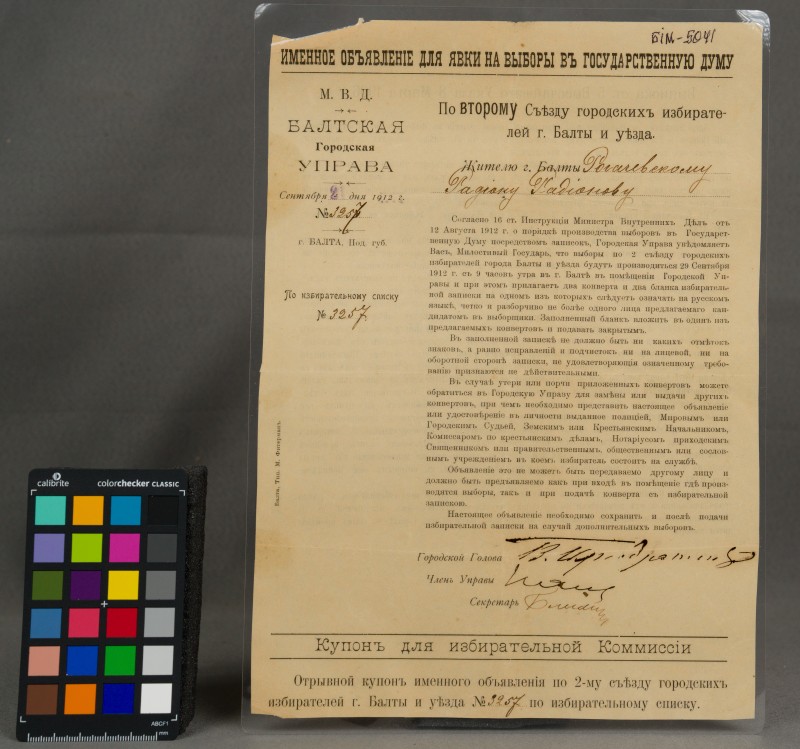 БІМ-5041
ИМЕННОЕ ОБЪЯВЛЕНІЕ ДЛЯ ЯВКИ НА ВЫБОРЫ ВЪ ГОСУДАРСТВЕННУЮ ДУМУ
М. В. Д.
БАЛТСКАЯ
Городская
УПРАВА
Сентября 2 дня 1912 г.
№ 3257
г. БАЛТА, Под. губ.
По избирательному списку
№ 3257
Балта, Тип. М.
По ВТОРОМУ Съѣзду городскихъ избирате-
лей г. Балты и уѣзда.
Жителю г. Балты Рогачевскому
Радіону Радіонову
Согласно 16 ст. Инструкціи Министра Внутреннихъ Дѣлъ отъ
12 Августа 1912 г. о порядкѣ производства выборовъ въ Государст-
венную Думу посредствомъ записокъ, Городская Управа увѣдомляетъ
Васъ, Милостивый Государь, что выборы по 2 съѣзду городскихъ
избирателей города Балты и уѣзда будутъ производиться 29 Сентября
1912 г. съ 9 часовъ утра въ г. Балтѣ въ помѣщеніи Городской Уп-
равы и при этомъ прилагаетъ два конверта и два бланка избиратель-
ной записки на одномъ изъ которыхъ слѣдуетъ означать на русскомъ
языкѣ, четко и разборчиво не болѣе одного лица предлагаемаго кан-
дидатомъ въ выборщики. Заполненный бланкъ вложить въ одинъ изъ
предлагаемыхъ конвертовъ и подавать закрытымъ.
Въ заполненной запискѣ не должно быть ни какихъ отмѣтокъ
знаковъ, а равно исправленій и подчистокъ ни на лицевой, ни на
оборотной сторонѣ записки, не удовлетворяющія означенному требо-
ванію признаются не дѣйствительными.
Въ случаѣ утери или порчи приложенныхъ конвертовъ можете
обратиться въ Городскую Управу для замѣны или выдачи другихъ
конвертовъ, при чемъ необходимо представить настоящее объявленіе
или удостовѣреніе въ личности выданное полиціей, Мировымъ или
Городскимъ Судьей, Земскимъ или Крестьянскимъ Начальникомъ,
Комиссаромъ по крестьянскимъ дѣламъ, Нотаріусомъ приходскимъ
Священникомъ или правительственнымъ, общественнымъ или сослов-
нымъ учрежденіемъ въ коемъ избиратель состоитъ на службѣ.
Объявленіе это не можетъ быть передаваемо другому лицу и
должно быть предъявляемо какъ при входѣ въ помѣщеніе гдѣ произ-
водятся выборы, такъ и при подачѣ конверта съ избирательной
запискою.
Настоящее объявленіе необходимо сохранить и послѣ подачи
избирательной записки на случай дополнительныхъ выборовъ.
Городской Голова
Членъ Управы
Секретарь
Купонъ для избирательной Коммиссіи
Отрывной купонъ именного объявленія по 2-му съѣзду городскихъ
избирателей г. Балты и уѣзда № 3257 по избирательному списку.
calibrite
colorchecker CLASSIC
ABCF1
mm